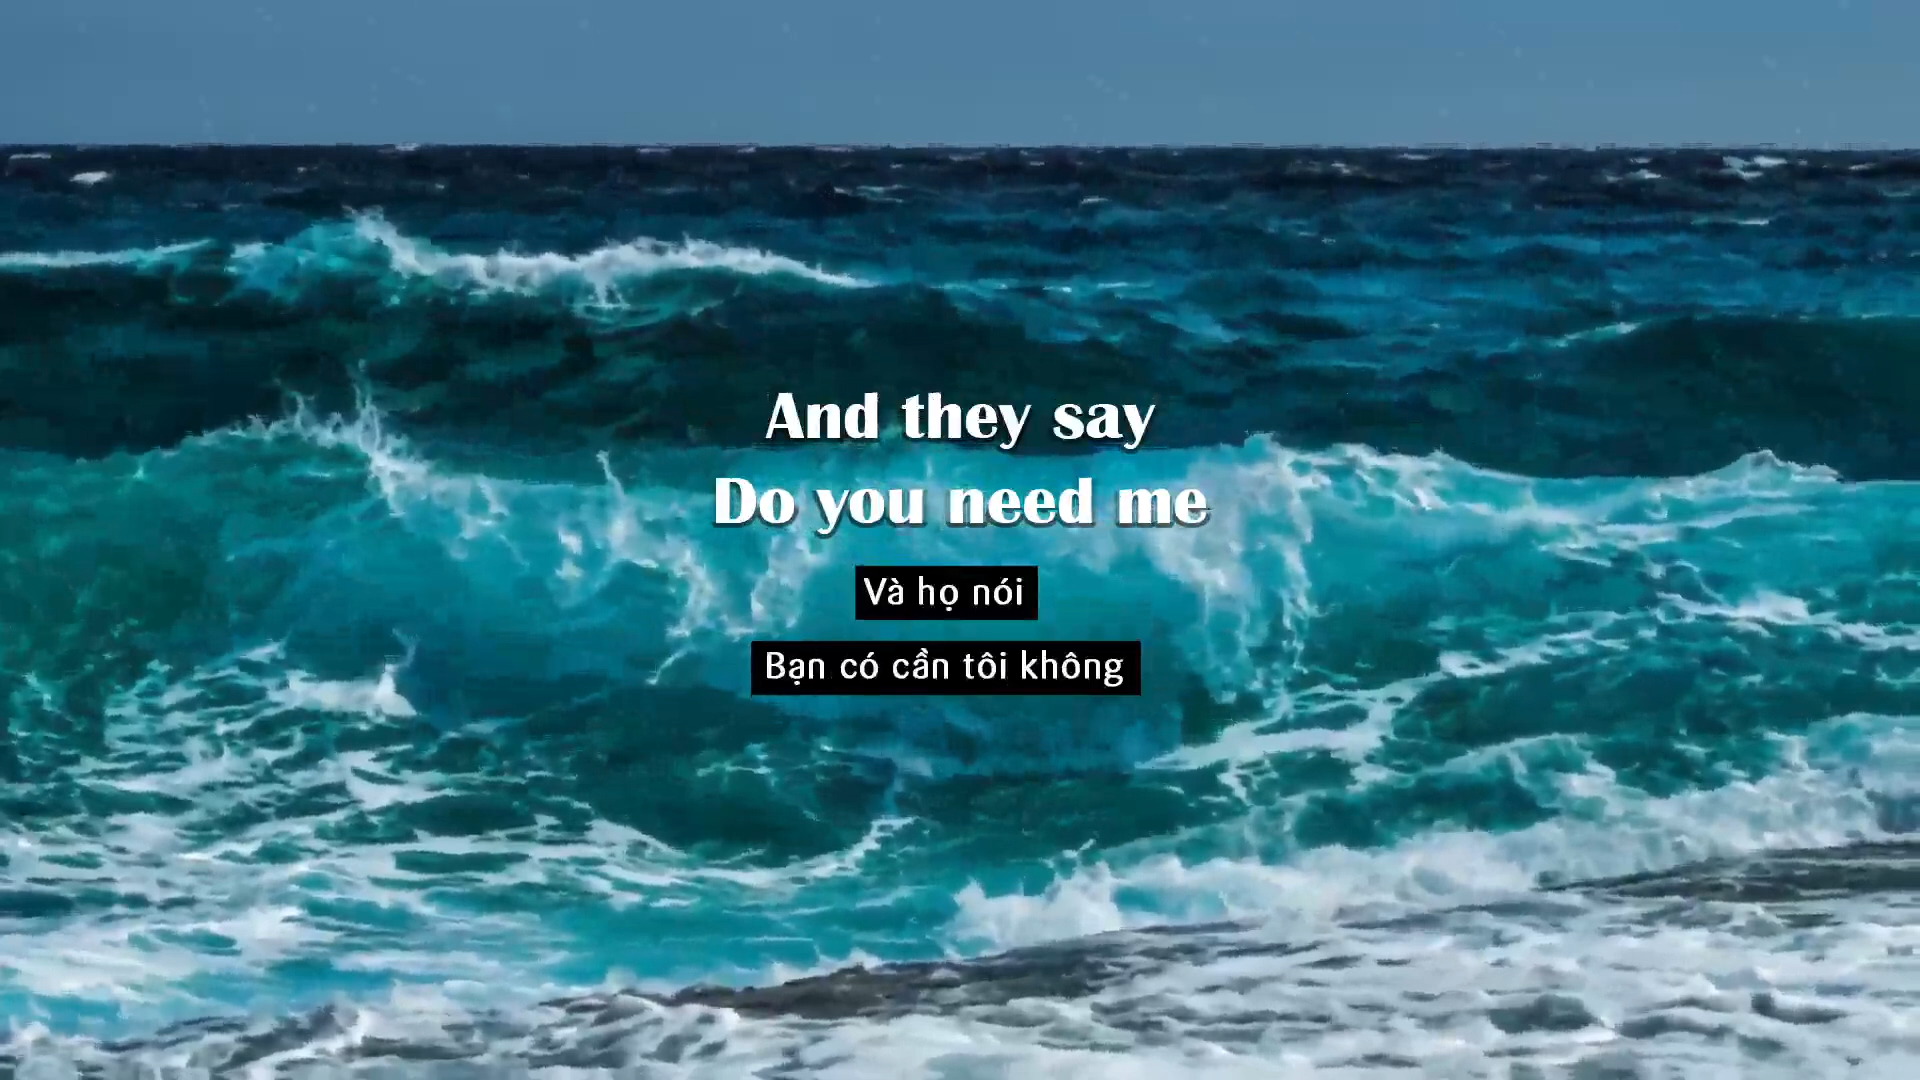 And they say
Do you need me
Và họ nói
Bạn có cần tôi không